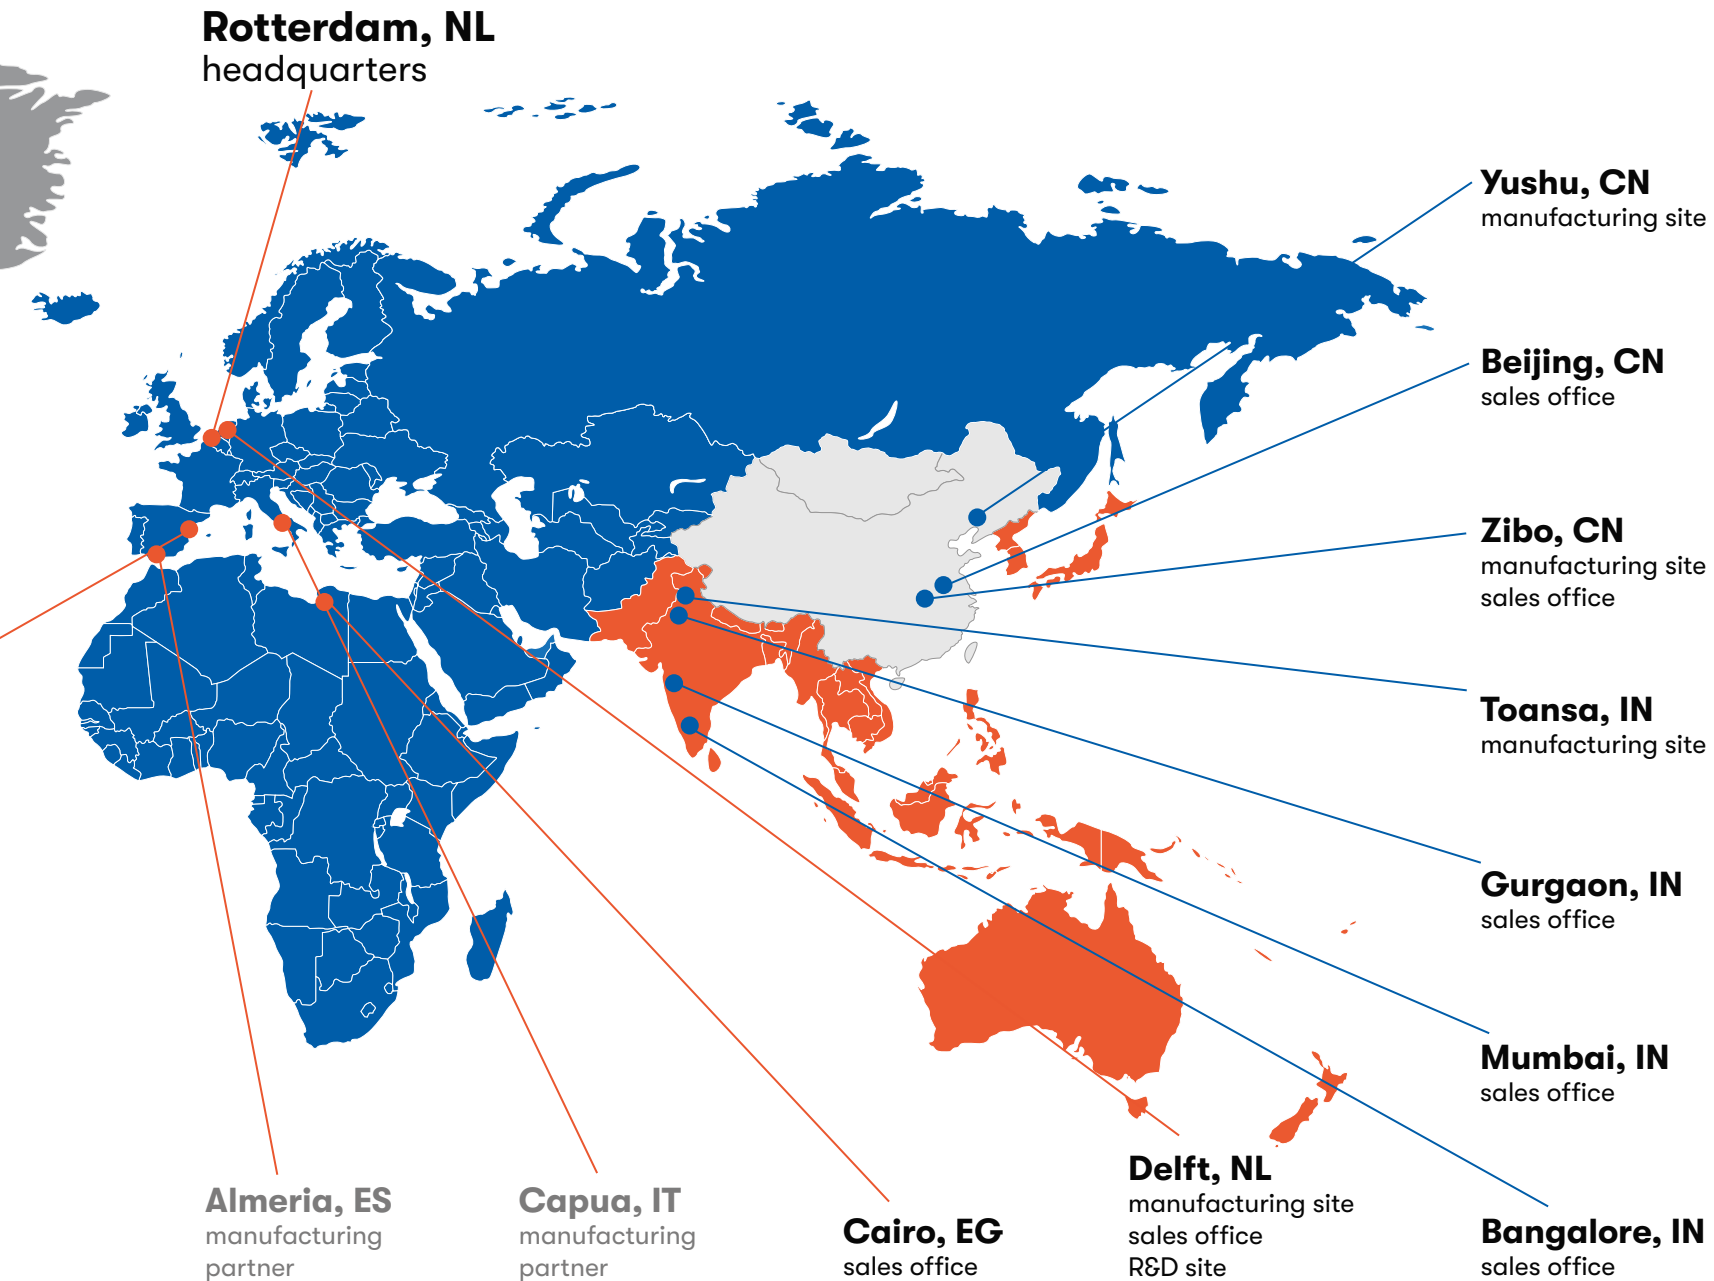 Rotterdam, NL
headquarters
Yushu, CN
manufacturing site
Beijing, CN
sales office
Zibo, CN
manufacturing site
sales office
Toansa, IN
manufacturing site
Gurgaon, IN
sales office
Mumbai, IN
sales office
Bangalore, IN
sales office
Delft, NL
manufacturing site
sales office
R&D site
Cairo, EG
sales office
Capua, IT
manufacturing
partner
Almeria, ES
manufacturing
partner